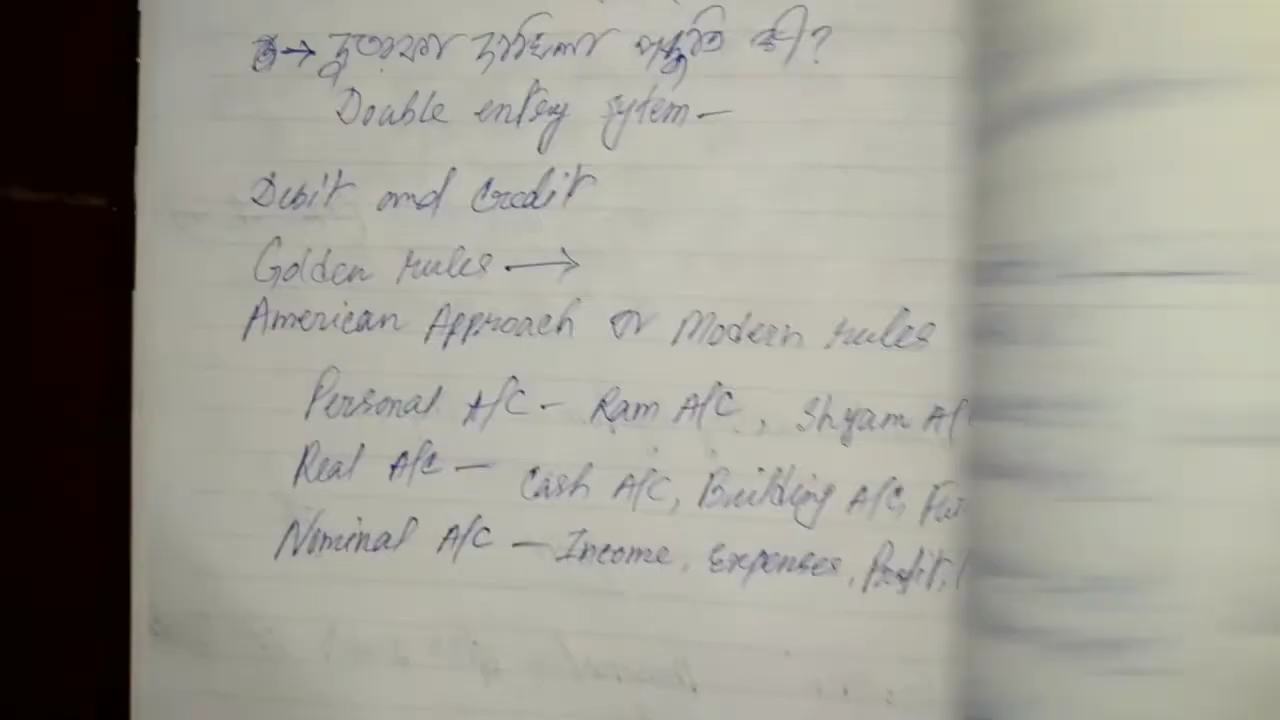 Double entry sytem -
Debit and Credit
Golden rules →
American Approach or Modern rules
Personal A/C - Ram A/C, Shyam
Real A/C - Cash A/C, Building A/C,
Nominal A/C - Income, Expenses, Profit,